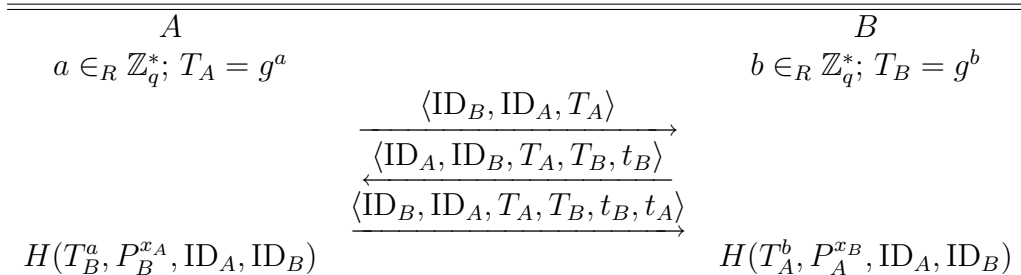 A B
a ∈_R ℤ_q^*; T_A = g^a b ∈_R ℤ_q^*; T_B = g^b
⟨ID_B, ID_A, T_A⟩
⟨ID_A, ID_B, T_A, T_B, t_B⟩
⟨ID_B, ID_A, T_A, T_B, t_B, t_A⟩
H(T_B^a, P_B^{x_A}, ID_A, ID_B) H(T_A^b, P_A^{x_B}, ID_A, ID_B)